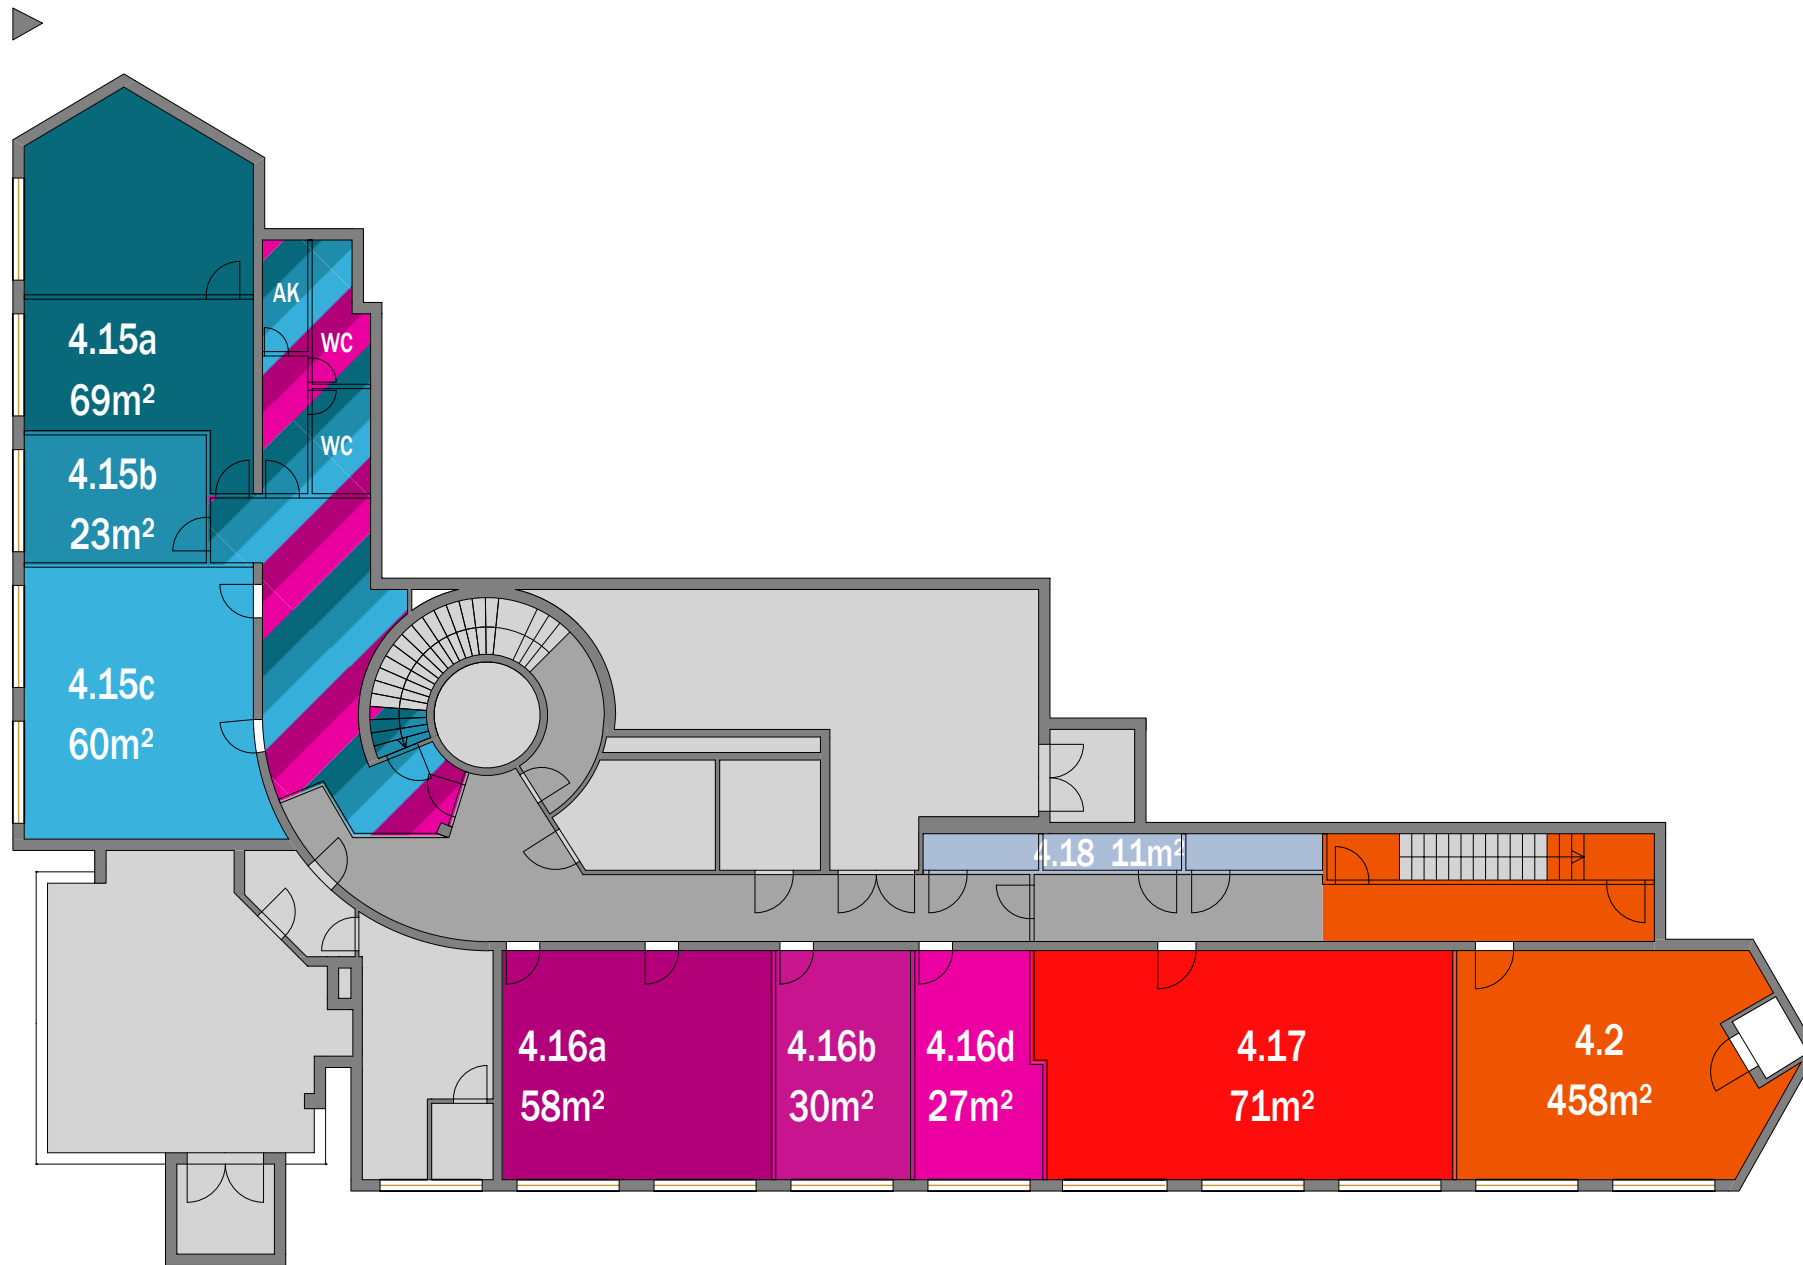 AK
WC
4.15a
69m²
WC
4.15b
23m²
4.15c
60m²
4.18 11m²
4.16a
58m²
4.16b
30m²
4.16d
27m²
4.17
71m²
4.2
458m²